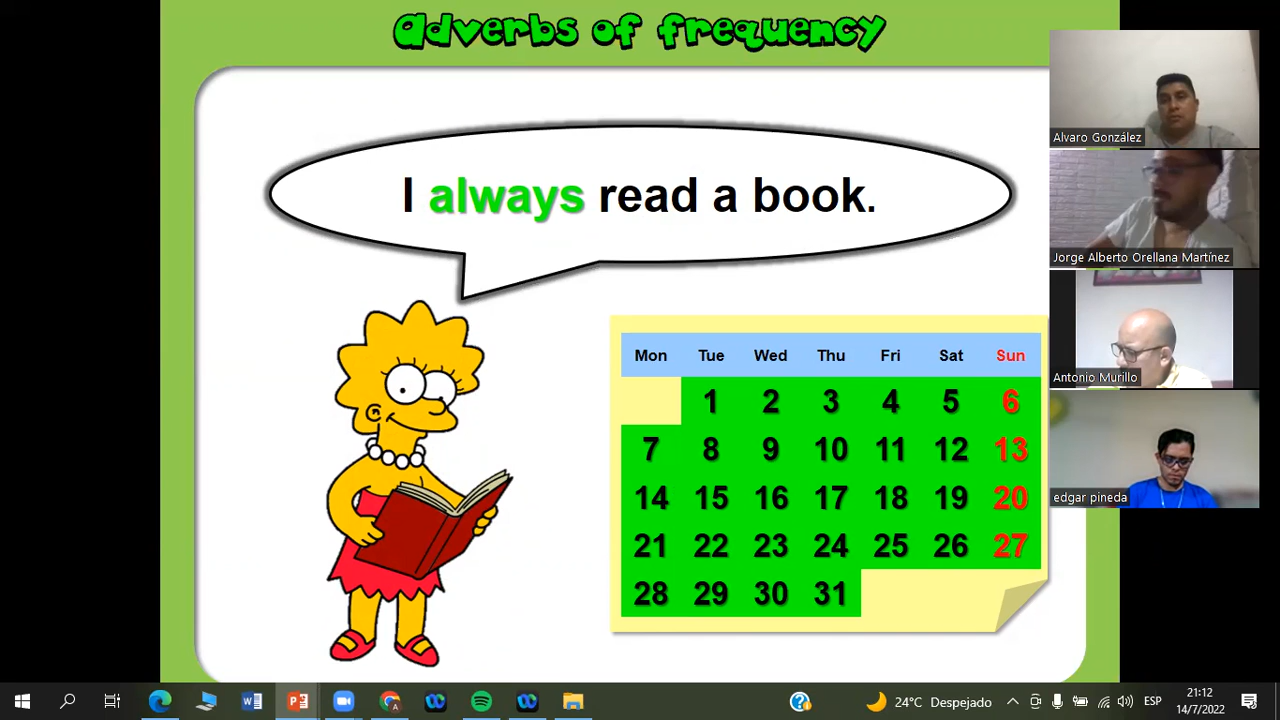 Adverbs of frequency
I always read a book.
Mon Tue Wed Thu Fri Sat Sun
1 2 3 4 5 6
7 8 9 10 11 12 13
14 15 16 17 18 19 20
21 22 23 24 25 26 27
28 29 30 31
Alvaro González
Jorge Alberto Orellana Martínez
Antonio Murillo
edgar pineda
24°C Despejado
ESP
21:12
14/7/2022